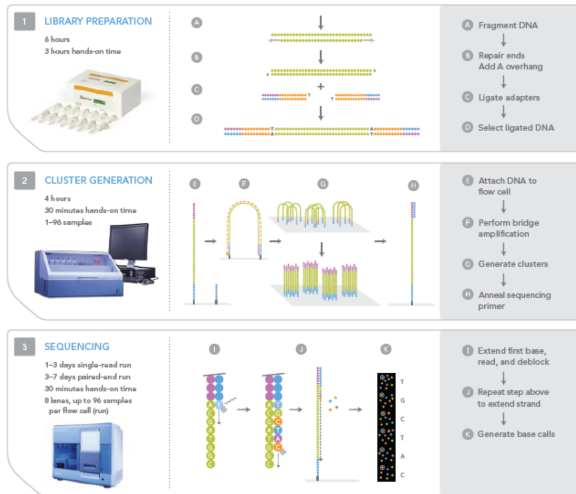 1 LIBRARY PREPARATION
6 hours
3 hours hands-on time
A
B
C
D
A
A
T
T
+
T A
A T
A Fragment DNA
B Repair ends
Add A overhang
C Ligate adapters
D Select ligated DNA
2 CLUSTER GENERATION
4 hours
30 minutes hands-on time
1–96 samples
E F G H
E Attach DNA to
flow cell
F Perform bridge
amplification
G Generate clusters
H Anneal sequencing
primer
3 SEQUENCING
1–3 days single-read run
3–7 days paired-end run
30 minutes hands-on time
8 lanes, up to 96 samples
per flow cell (run)
I J K
T
G
C
T
A
C
I Extend first base,
read, and deblock
J Repeat step above
to extend strand
K Generate base calls